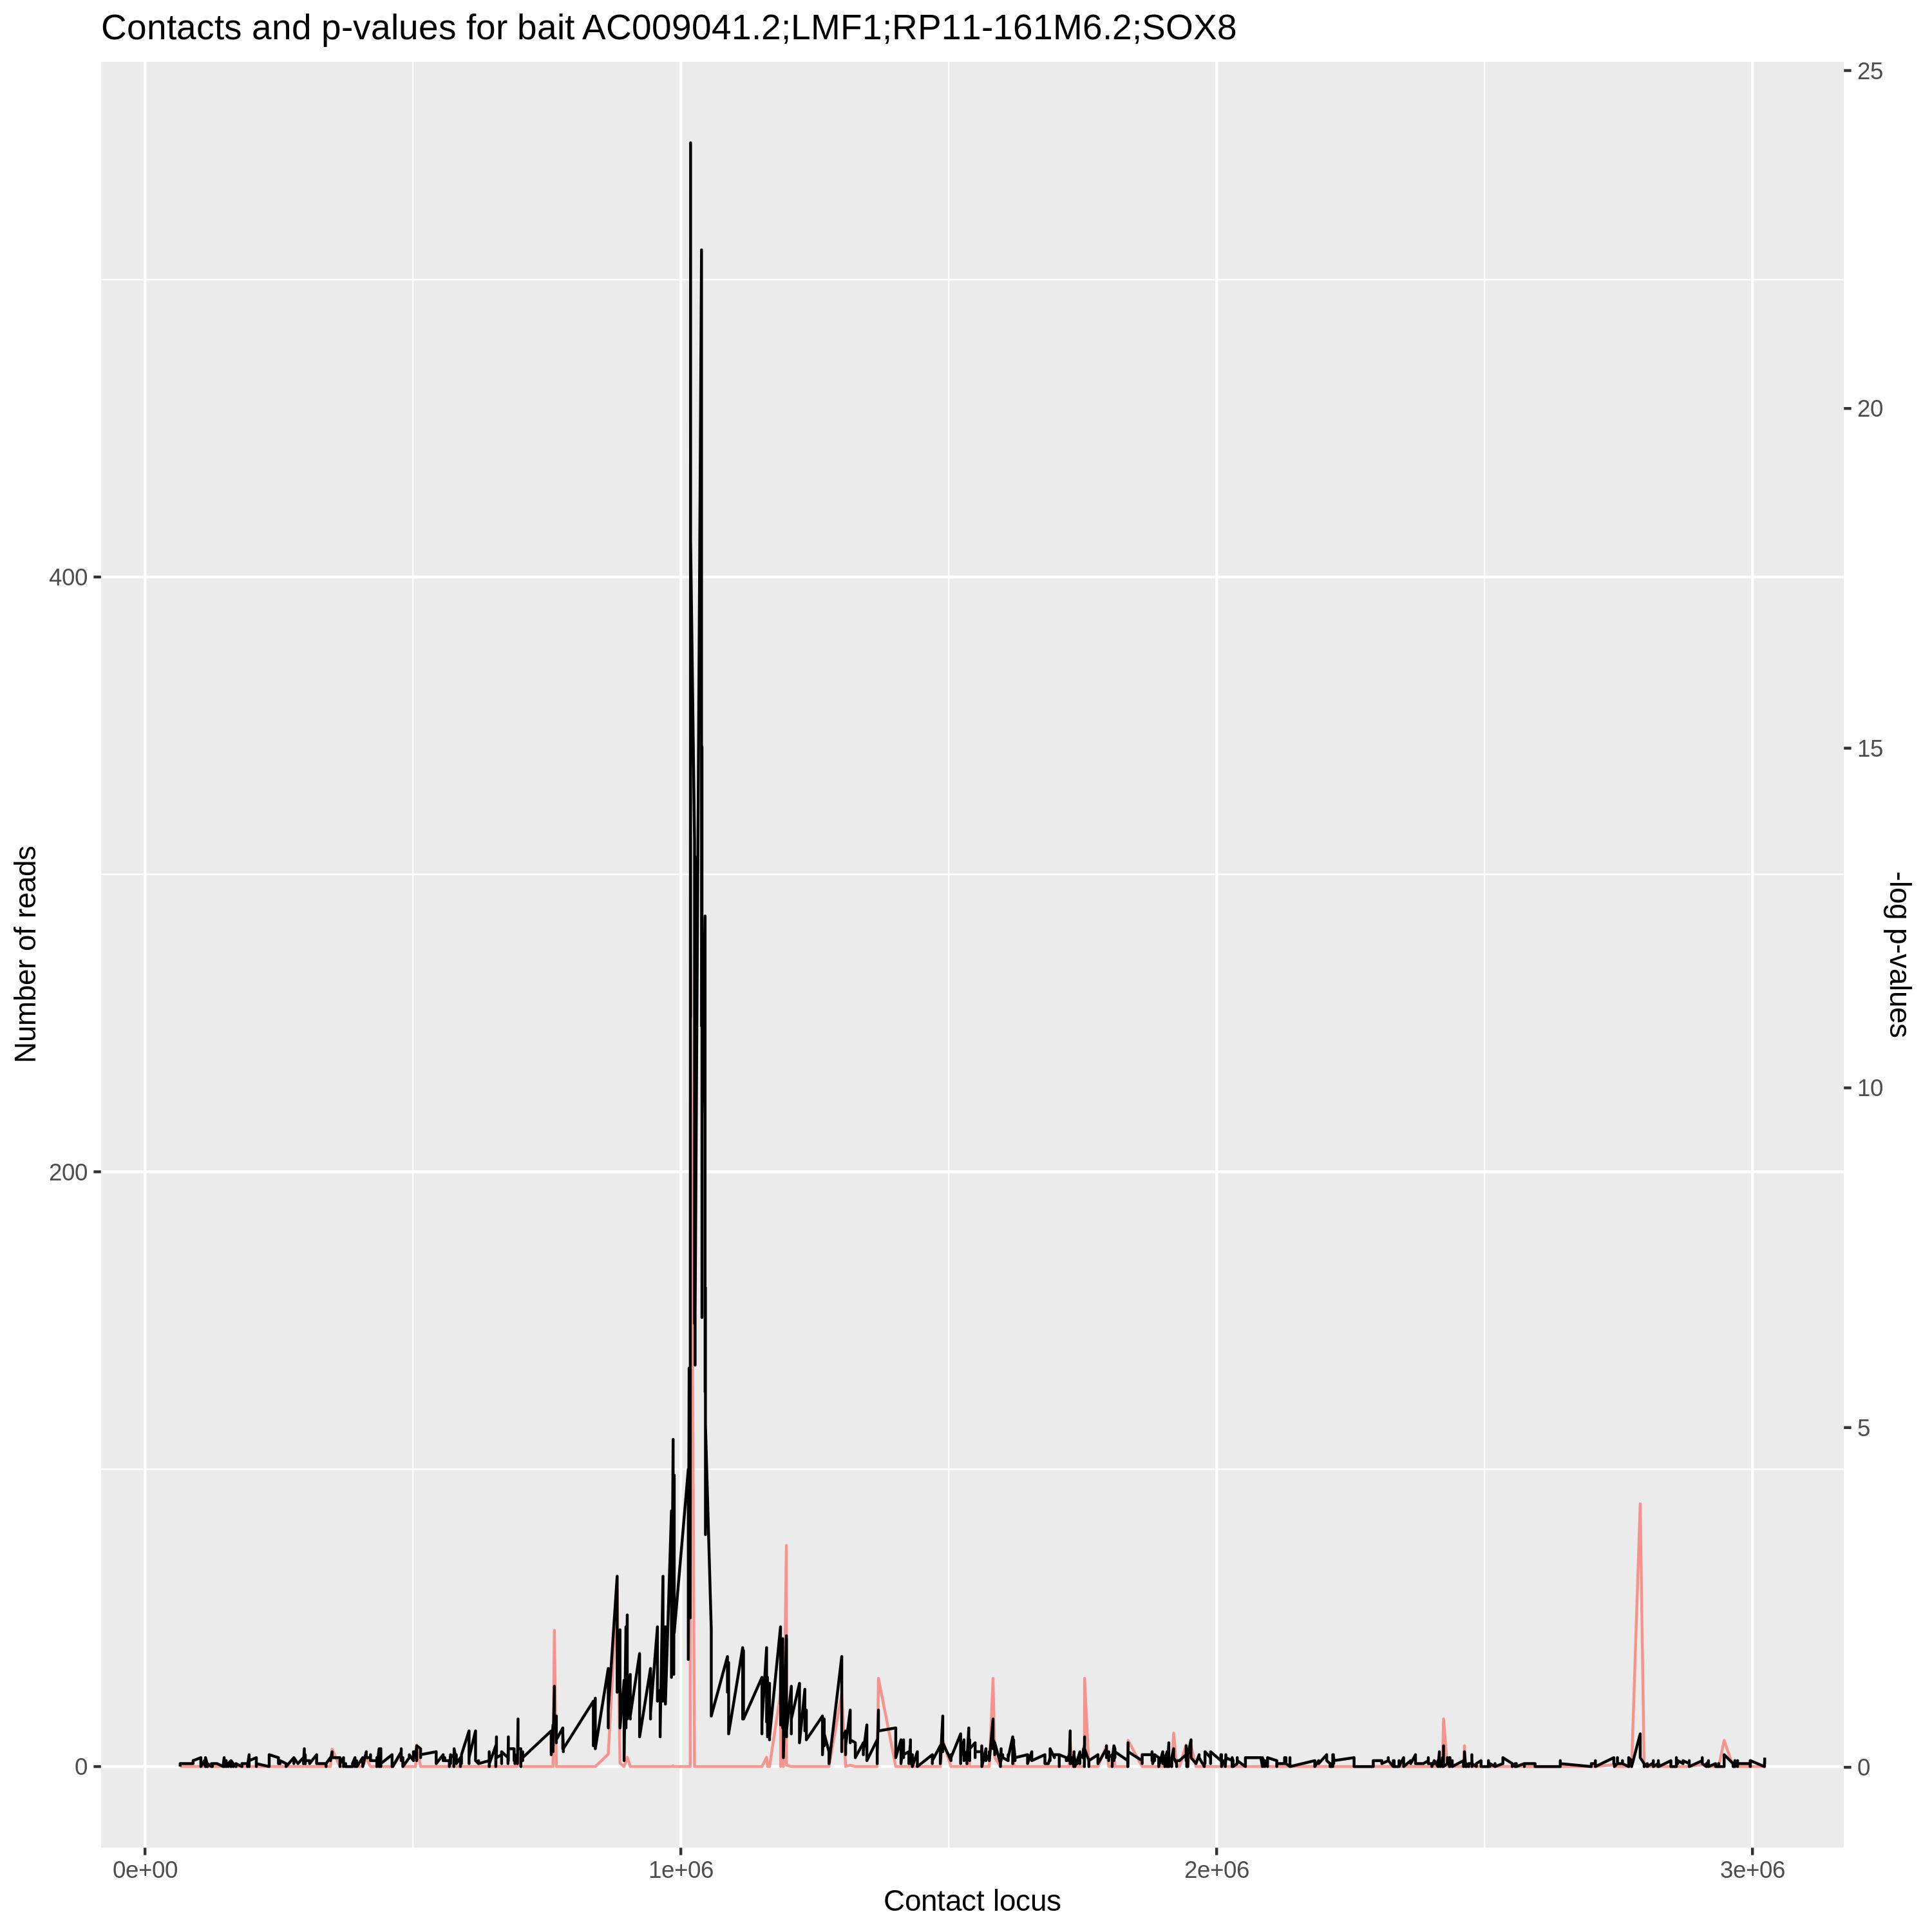 Contacts and p-values for bait AC009041.2;LMF1;RP11-161M6.2;SOX8
Number of reads
400
200
0
25
20
15
10
5
0
-log p-values
0e+00
1e+06
2e+06
3e+06
Contact locus